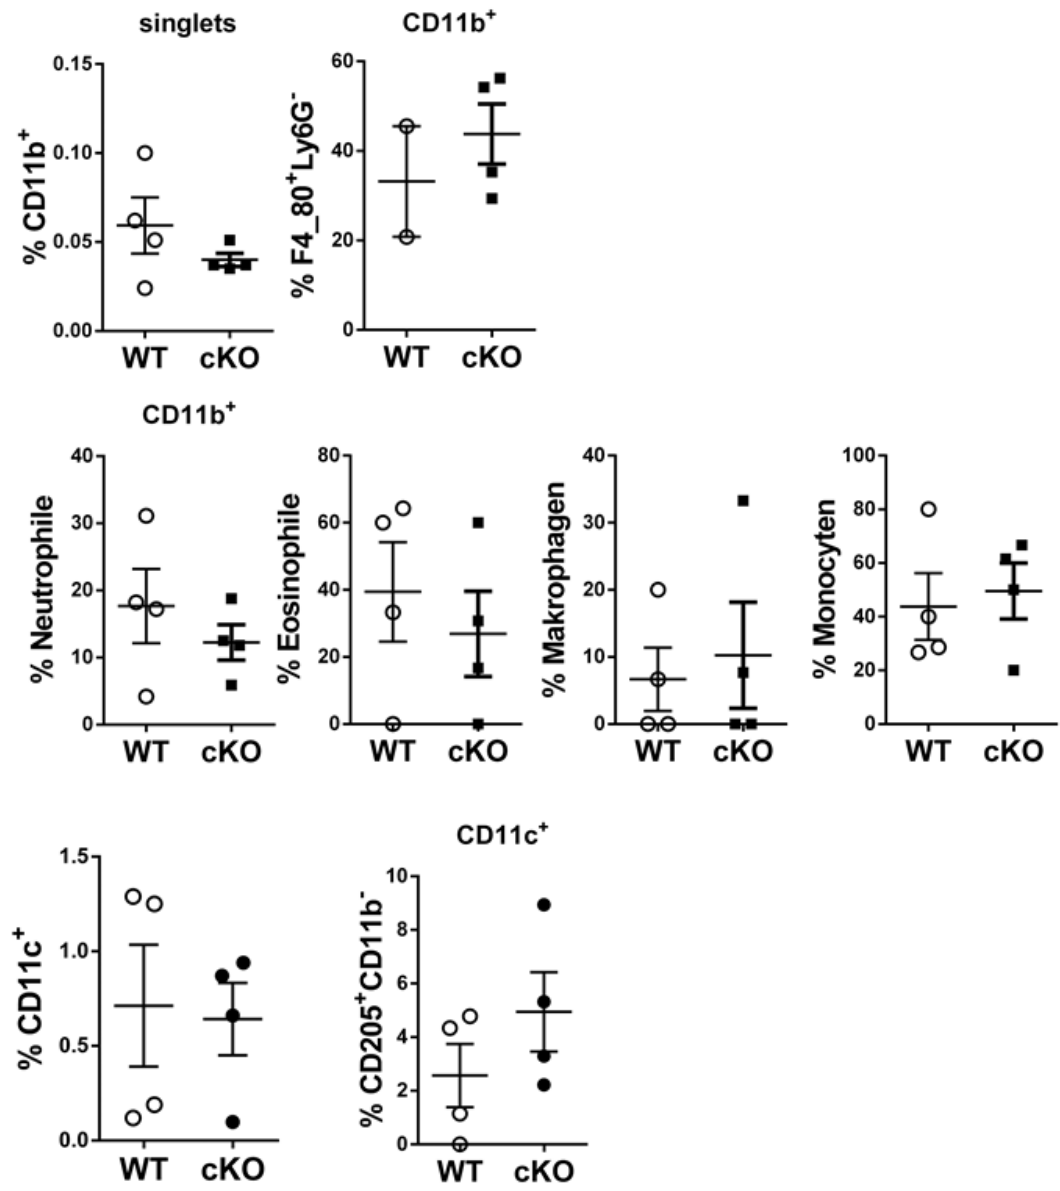 singlets
% CD11b⁺
0.15
0.10
0.05
0.00
WT cKO
CD11b⁺
% F4_80⁺Ly6G⁻
60
40
20
0
WT cKO
CD11b⁺
% Neutrophile
40
30
20
10
0
WT cKO
% Eosinophile
80
60
40
20
0
WT cKO
% Makrophagen
40
30
20
10
0
WT cKO
% Monocyten
100
80
60
40
20
0
WT cKO
% CD11c⁺
1.5
1.0
0.5
0.0
WT cKO
CD11c⁺
% CD205⁺CD11b⁻
10
8
6
4
2
0
WT cKO